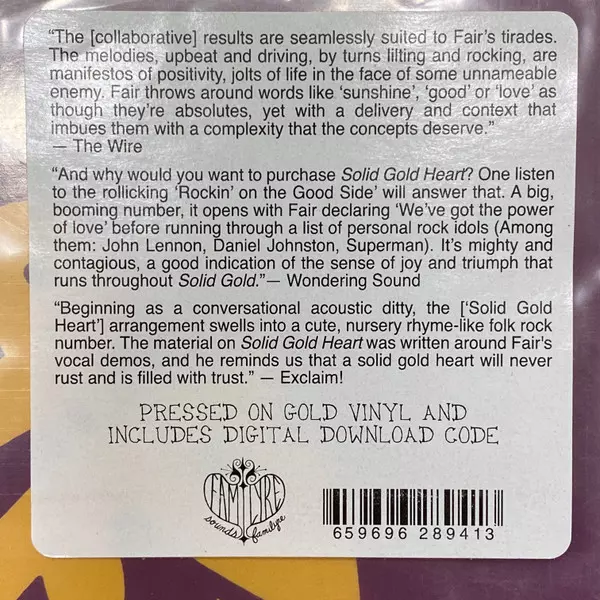 “The [collaborative] results are seamlessly suited to Fair's tirades.
The melodies, upbeat and driving, by turns lilting and rocking, are
manifestos of positivity, jolts of life in the face of some unnameable
enemy. Fair throws around words like ‘sunshine’, ‘good’ or ‘love’ as
though they're absolutes, yet with a delivery and context that
imbues them with a complexity that the concepts deserve.”
— The Wire
“And why would you want to purchase Solid Gold Heart? One listen
to the rollicking ‘Rockin’ on the Good Side’ will answer that. A big,
booming number, it opens with Fair declaring ‘We've got the power
of love’ before running through a list of personal rock idols (Among
them: John Lennon, Daniel Johnston, Superman). It's mighty and
contagious, a good indication of the sense of joy and triumph that
runs throughout Solid Gold.”— Wondering Sound
“Beginning as a conversational acoustic ditty, the [‘Solid Gold
Heart’] arrangement swells into a cute, nursery rhyme-like folk rock
number. The material on Solid Gold Heart was written around Fair's
vocal demos, and he reminds us that a solid gold heart will never
rust and is filled with trust.” — Exclaim!
PRESSED ON GOLD VINYL AND
INCLUDES DIGITAL DOWNLOAD CODE
FAMILYRE
sounds familyre
659696 289413